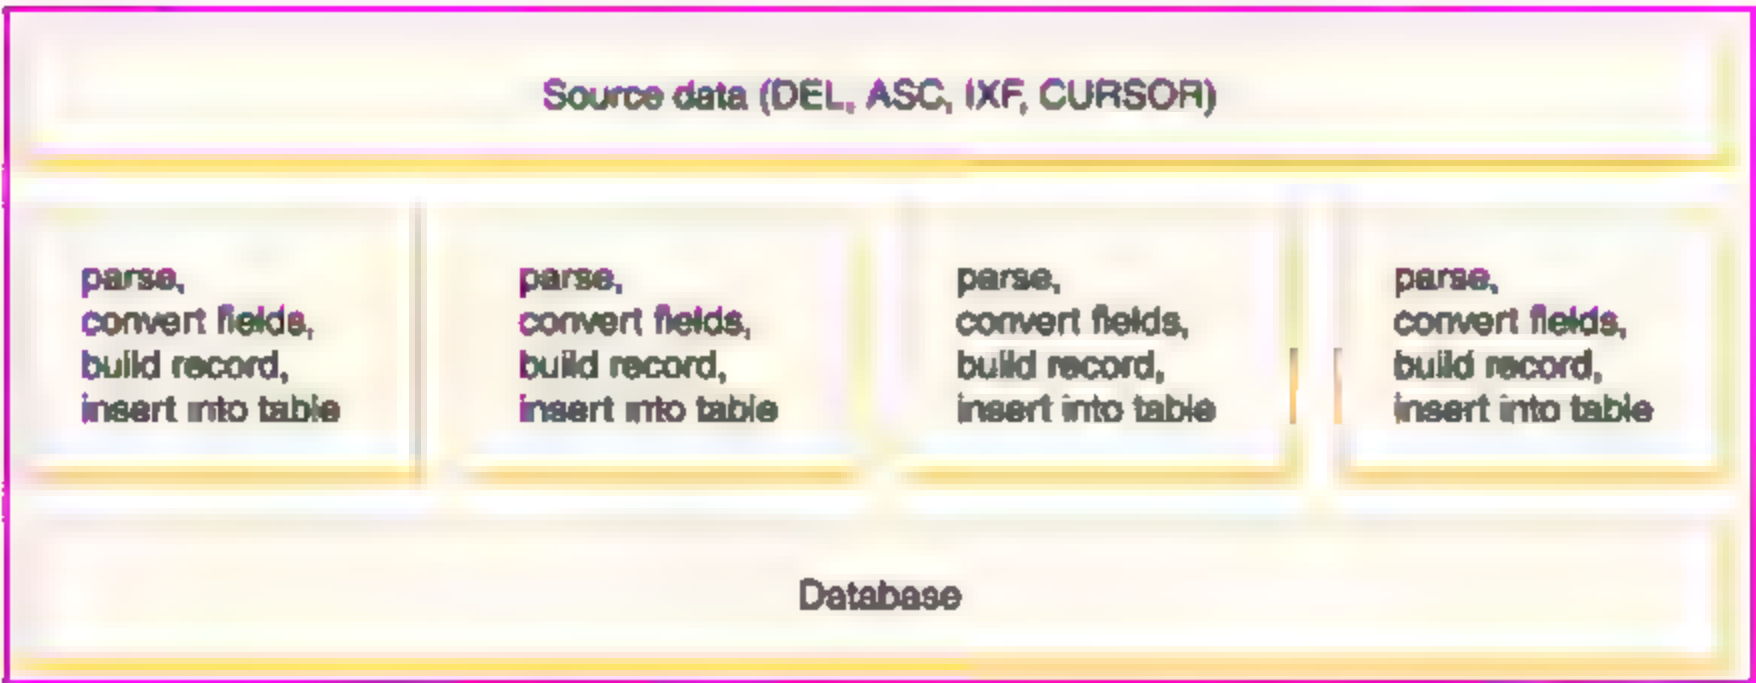 Source data (DEL, ASC, IXF, CURSOR)
parse,
convert fields,
build record,
insert into table
parse,
convert fields,
build record,
insert into table
parse,
convert fields,
build record,
insert into table
parse,
convert fields,
build record,
insert into table
Database